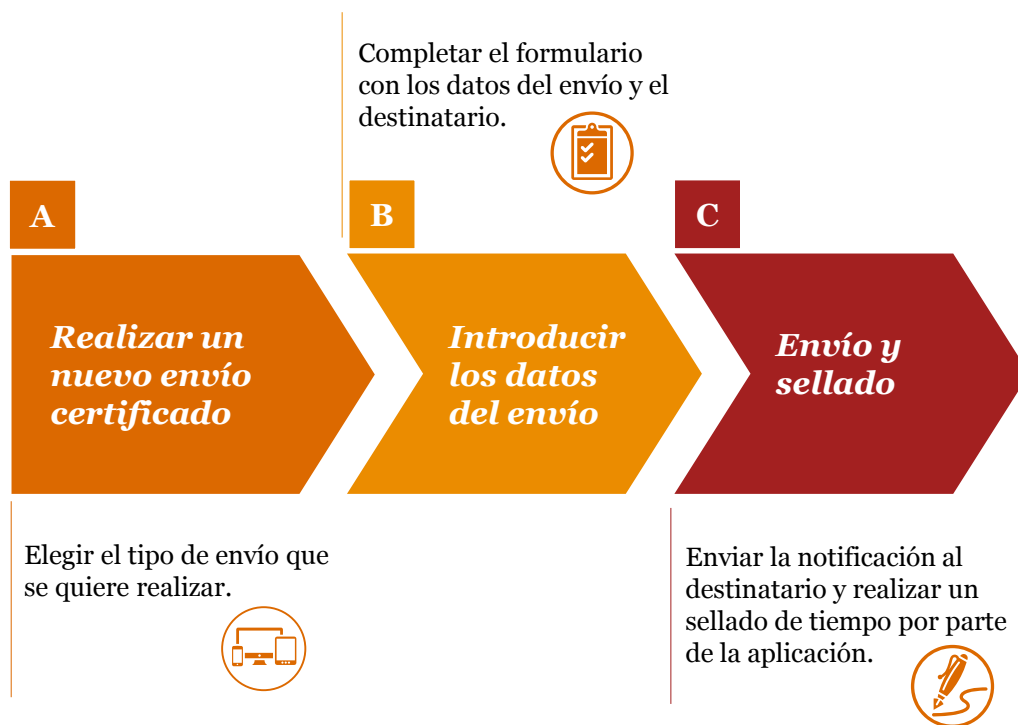 Completar el formulario
con los datos del envío y el
destinatario.
A
B
C
Realizar un
nuevo envío
certificado
Introducir
los datos
del envío
Envío y
sellado
Elegir el tipo de envío que
se quiere realizar.
Enviar la notificación al
destinatario y realizar un
sellado de tiempo por parte
de la aplicación.